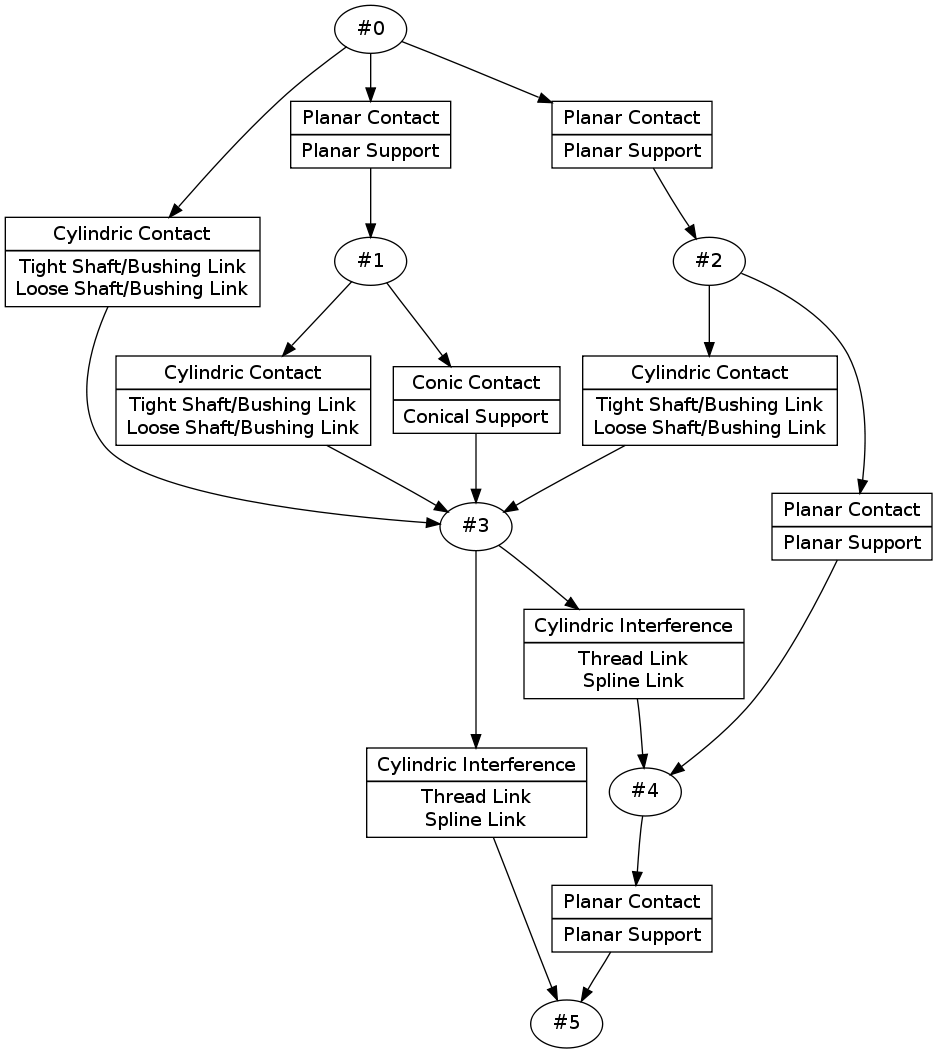 #0
Planar Contact
Planar Support
Planar Contact
Planar Support
Cylindric Contact
Tight Shaft/Bushing Link
Loose Shaft/Bushing Link
#1
#2
Cylindric Contact
Tight Shaft/Bushing Link
Loose Shaft/Bushing Link
Conic Contact
Conical Support
Cylindric Contact
Tight Shaft/Bushing Link
Loose Shaft/Bushing Link
Planar Contact
Planar Support
#3
Cylindric Interference
Thread Link
Spline Link
Cylindric Interference
Thread Link
Spline Link
#4
Planar Contact
Planar Support
#5